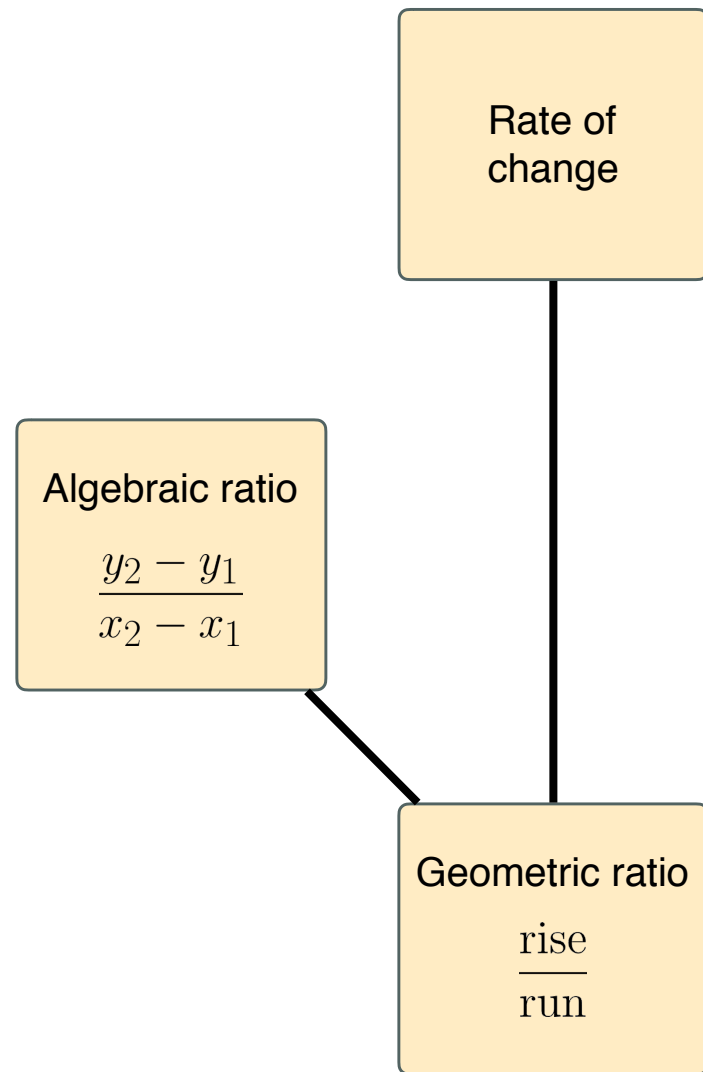 Rate of
change
Algebraic ratio
y₂ − y₁
x₂ − x₁
Geometric ratio
rise
run